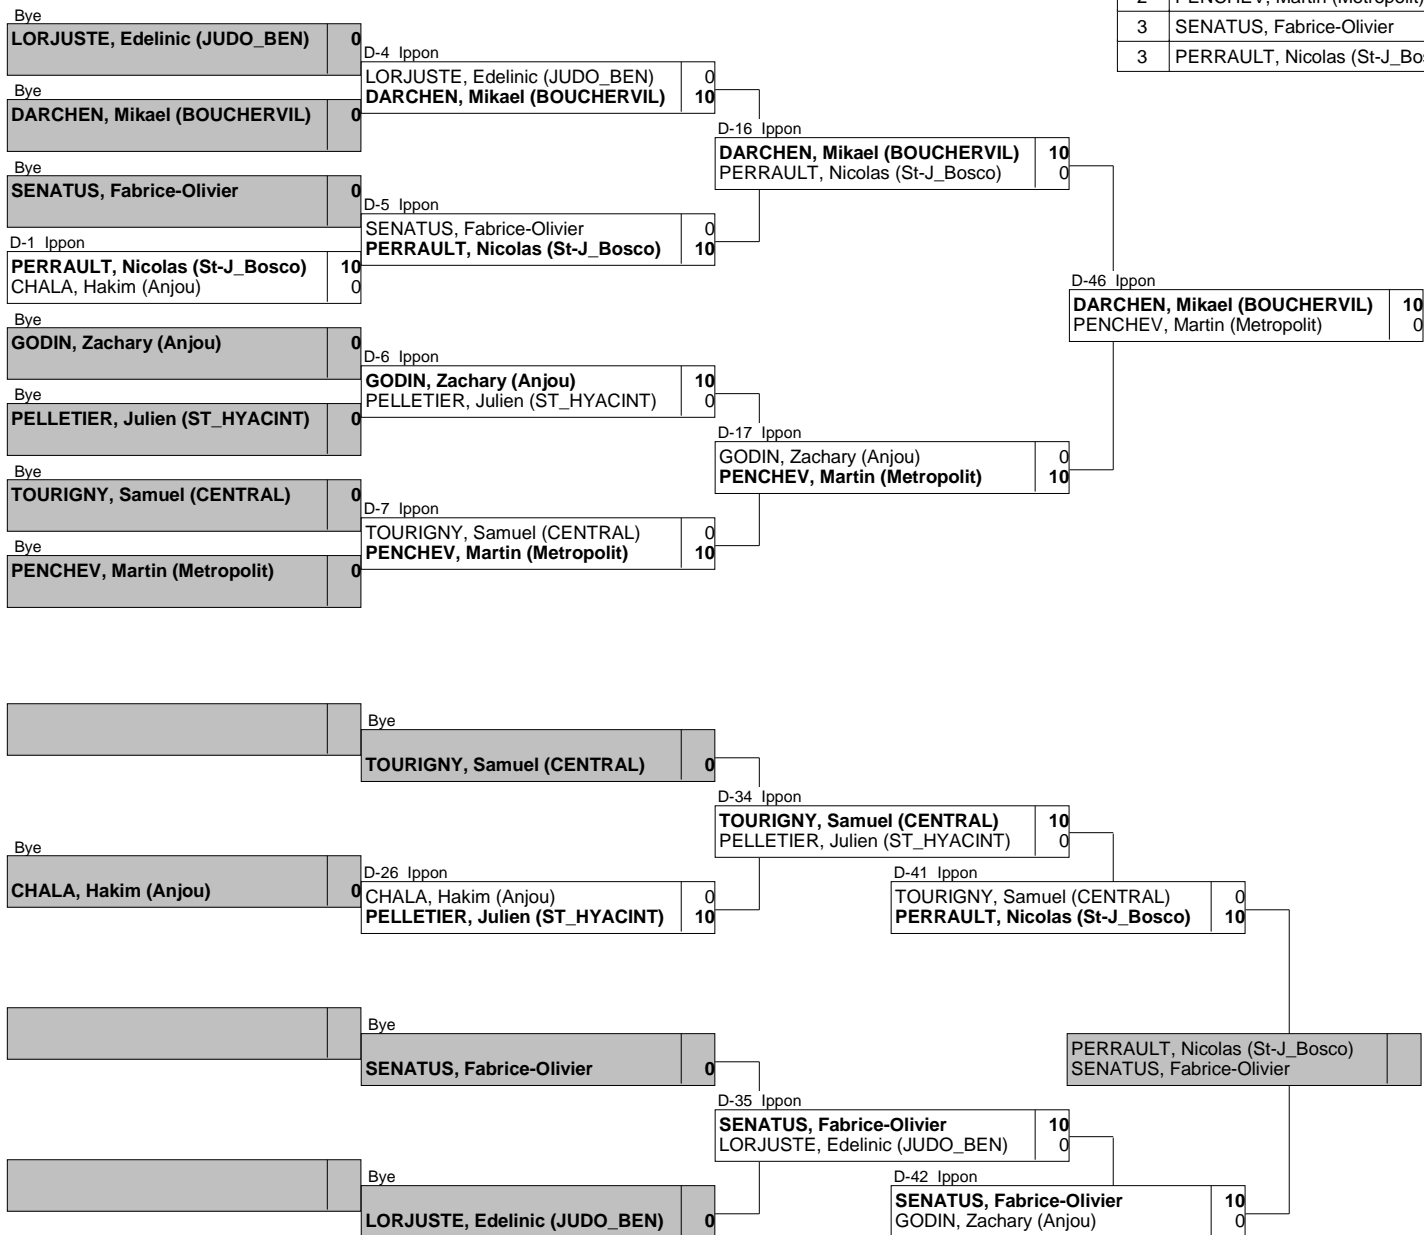 2 PENCHEV, Martin (Metropolit)
3 SENATUS, Fabrice-Olivier
3 PERRAULT, Nicolas (St-J_Bos
Bye
LORJUSTE, Edelinic (JUDO_BEN) 0
Bye
DARCHEN, Mikael (BOUCHERVIL) 0
Bye
SENATUS, Fabrice-Olivier 0
D-1 Ippon
PERRAULT, Nicolas (St-J_Bosco) 10
CHALA, Hakim (Anjou) 0
Bye
GODIN, Zachary (Anjou) 0
Bye
PELLETIER, Julien (ST_HYACINT) 0
Bye
TOURIGNY, Samuel (CENTRAL) 0
Bye
PENCHEV, Martin (Metropolit) 0
D-4 Ippon
LORJUSTE, Edelinic (JUDO_BEN) 0
DARCHEN, Mikael (BOUCHERVIL) 10
D-5 Ippon
SENATUS, Fabrice-Olivier 0
PERRAULT, Nicolas (St-J_Bosco) 10
D-6 Ippon
GODIN, Zachary (Anjou) 10
PELLETIER, Julien (ST_HYACINT) 0
D-7 Ippon
TOURIGNY, Samuel (CENTRAL) 0
PENCHEV, Martin (Metropolit) 10
D-16 Ippon
DARCHEN, Mikael (BOUCHERVIL) 10
PERRAULT, Nicolas (St-J_Bosco) 0
D-17 Ippon
GODIN, Zachary (Anjou) 0
PENCHEV, Martin (Metropolit) 10
D-46 Ippon
DARCHEN, Mikael (BOUCHERVIL) 10
PENCHEV, Martin (Metropolit) 0
Bye
CHALA, Hakim (Anjou) 0
Bye
TOURIGNY, Samuel (CENTRAL) 0
D-26 Ippon
CHALA, Hakim (Anjou) 0
PELLETIER, Julien (ST_HYACINT) 10
D-34 Ippon
TOURIGNY, Samuel (CENTRAL) 10
PELLETIER, Julien (ST_HYACINT) 0
D-41 Ippon
TOURIGNY, Samuel (CENTRAL) 0
PERRAULT, Nicolas (St-J_Bosco) 10
Bye
SENATUS, Fabrice-Olivier 0
Bye
LORJUSTE, Edelinic (JUDO_BEN) 0
D-35 Ippon
SENATUS, Fabrice-Olivier 10
LORJUSTE, Edelinic (JUDO_BEN) 0
D-42 Ippon
SENATUS, Fabrice-Olivier 10
GODIN, Zachary (Anjou) 0
PERRAULT, Nicolas (St-J_Bosco)
SENATUS, Fabrice-Olivier